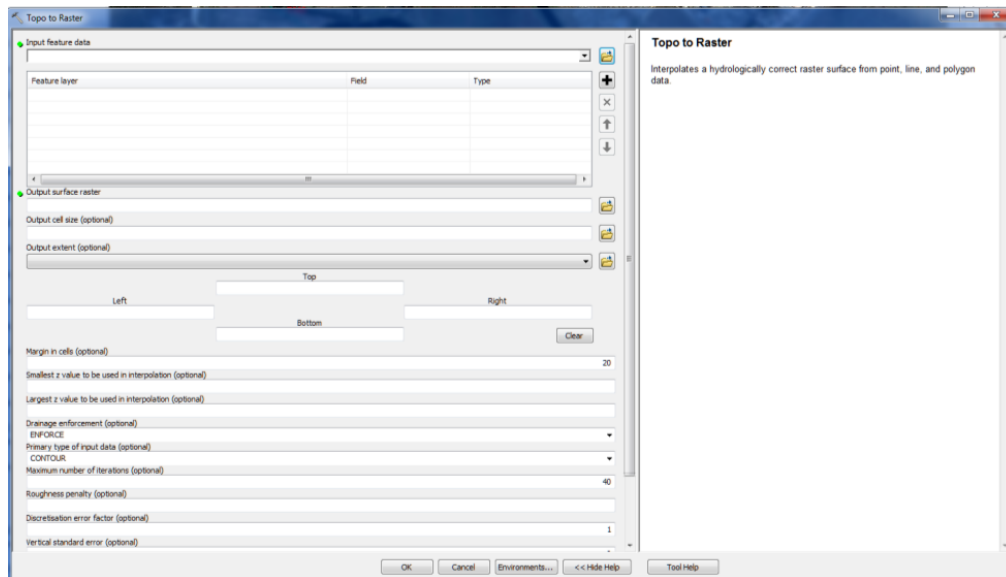 Topo to Raster
Input feature data
Feature layer Field Type
Output surface raster
Output cell size (optional)
Output extent (optional)
Top
Left Right
Bottom
Clear
Margin in cells (optional)
20
Smallest z value to be used in interpolation (optional)
Largest z value to be used in interpolation (optional)
Drainage enforcement (optional)
ENFORCE
Primary type of input data (optional)
CONTOUR
Maximum number of iterations (optional)
40
Roughness penalty (optional)
Discretisation error factor (optional)
1
Vertical standard error (optional)
OK Cancel Environments... << Hide Help Tool Help
Topo to Raster
Interpolates a hydrologically correct raster surface from point, line, and polygon
data.